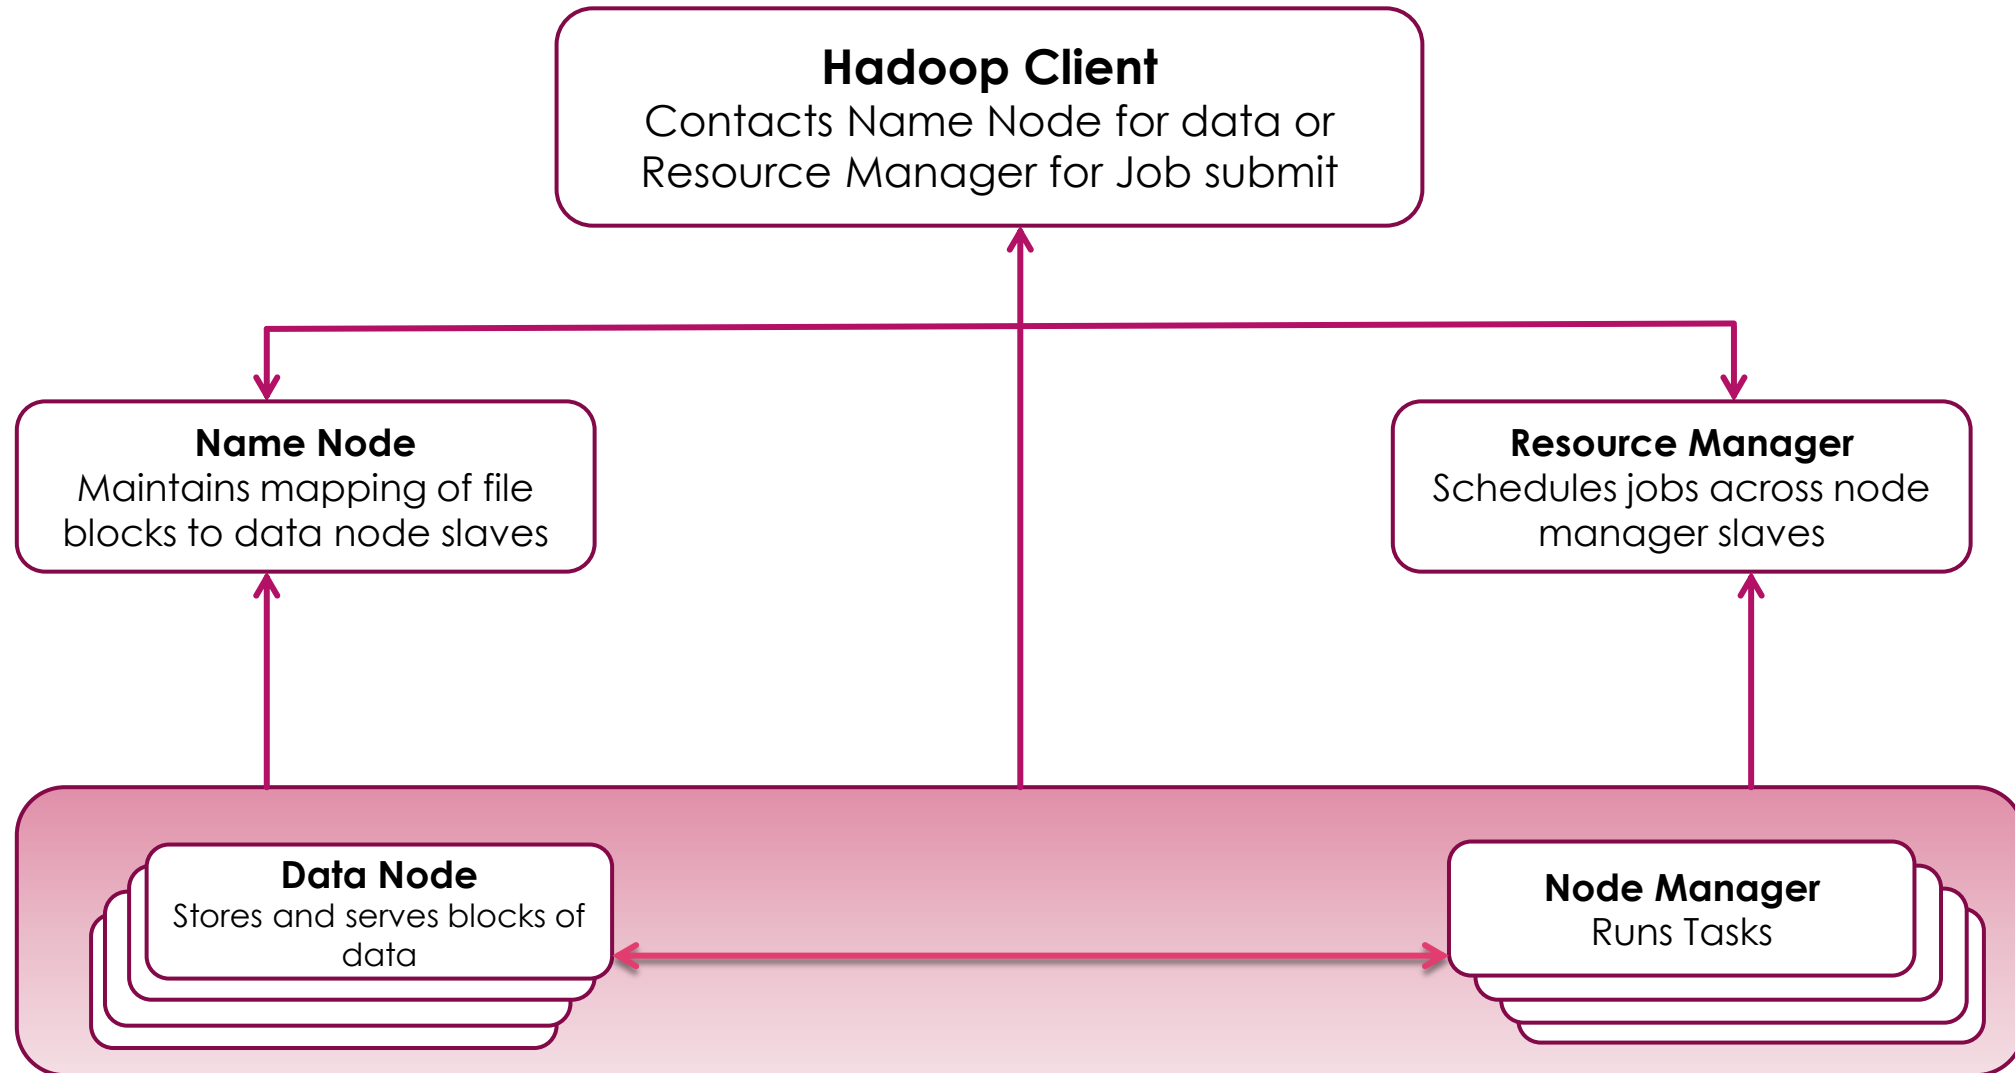 Hadoop Client
Contacts Name Node for data or
Resource Manager for Job submit
Name Node
Maintains mapping of file
blocks to data node slaves
Resource Manager
Schedules jobs across node
manager slaves
Data Node
Stores and serves blocks of
data
Node Manager
Runs Tasks